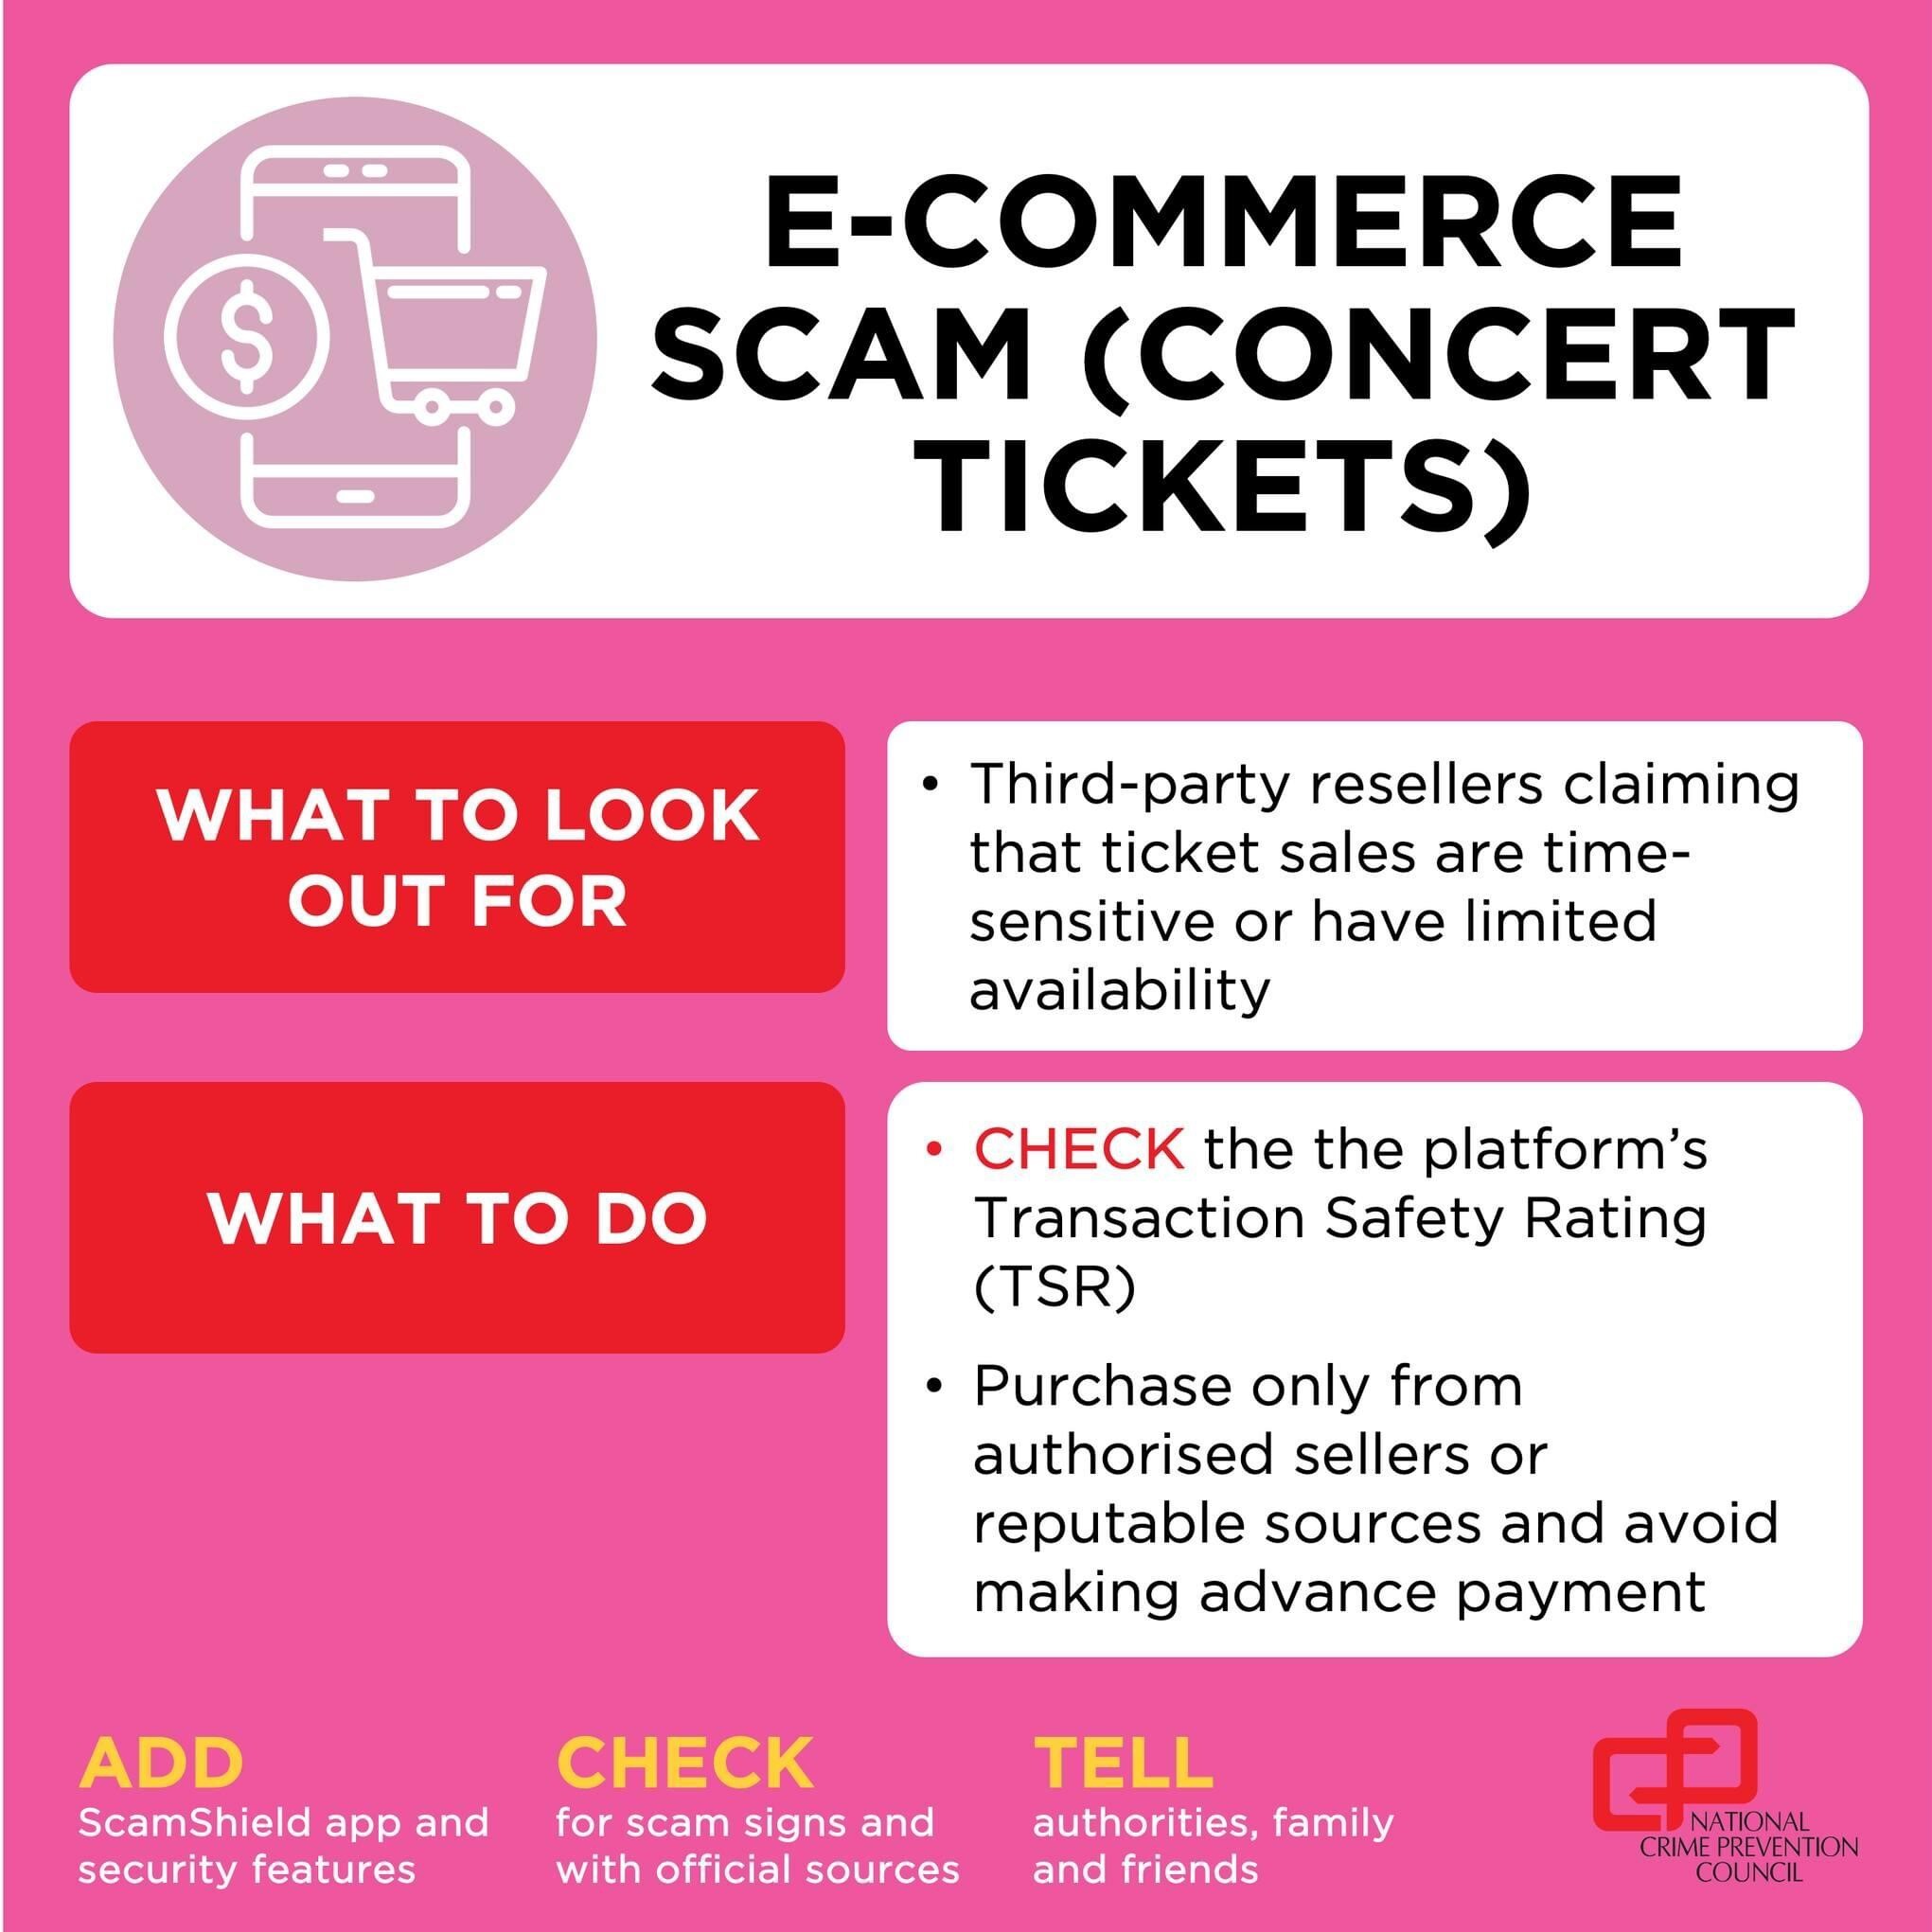 E-COMMERCE
SCAM (CONCERT
TICKETS)
WHAT TO LOOK
OUT FOR
• Third-party resellers claiming
that ticket sales are time-
sensitive or have limited
availability
WHAT TO DO
• CHECK the the platform’s
Transaction Safety Rating
(TSR)
• Purchase only from
authorised sellers or
reputable sources and avoid
making advance payment
ADD
ScamShield app and
security features
CHECK
for scam signs and
with official sources
TELL
authorities, family
and friends
NATIONAL
CRIME PREVENTION
COUNCIL